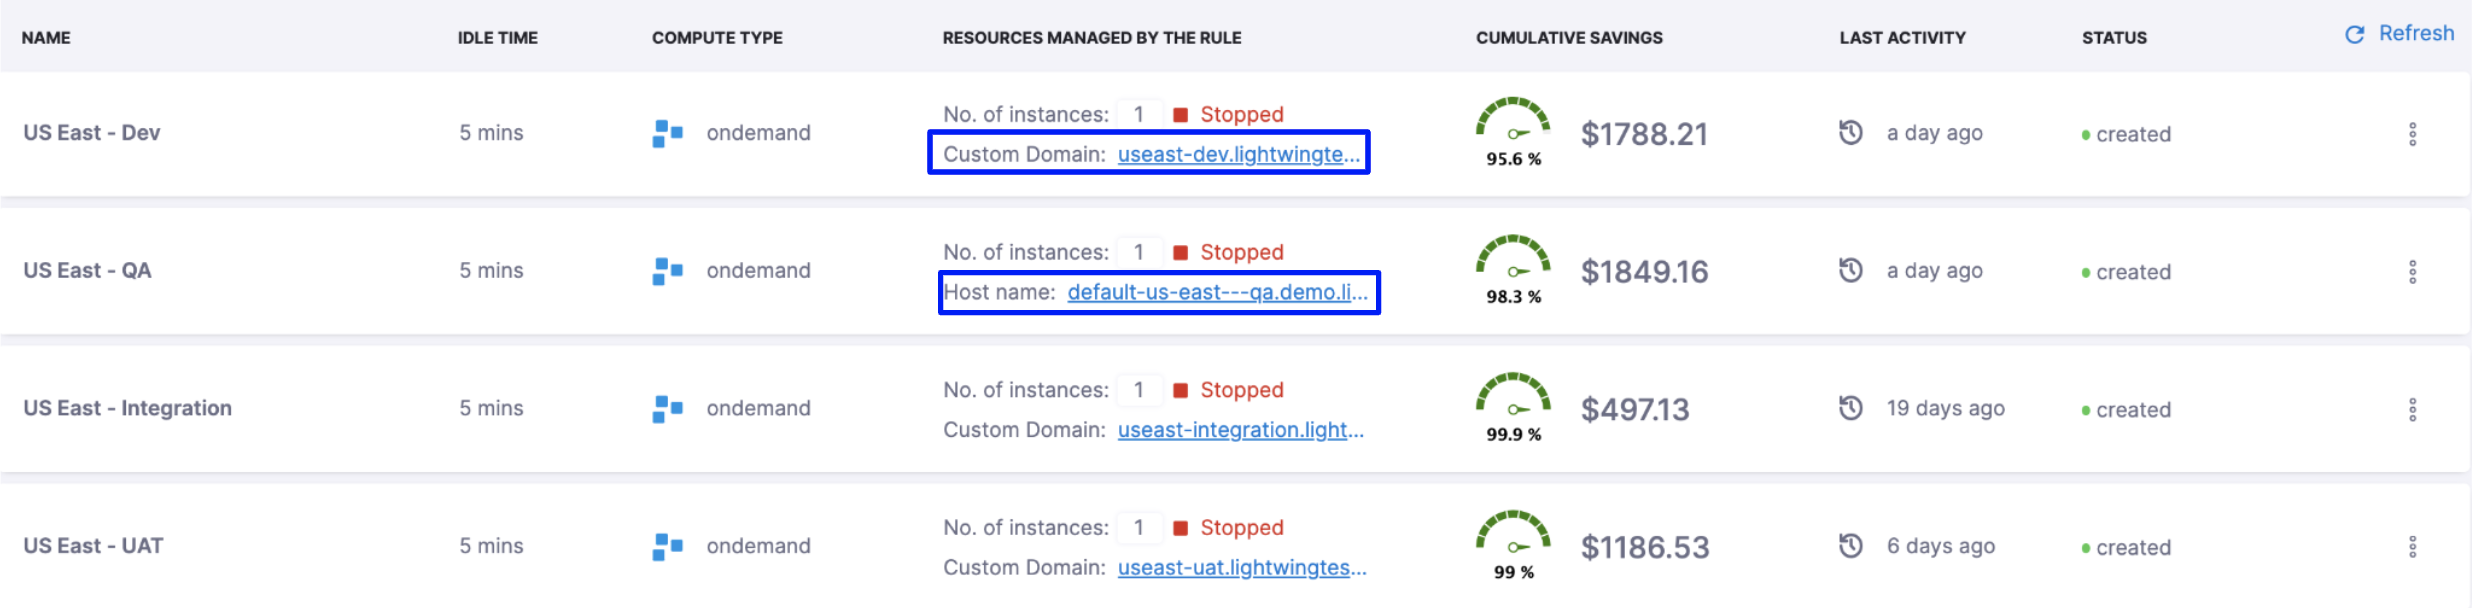 NAME IDLE TIME COMPUTE TYPE RESOURCES MANAGED BY THE RULE CUMULATIVE SAVINGS LAST ACTIVITY STATUS Refresh
US East - Dev 5 mins ondemand No. of instances: 1 Stopped $1788.21 a day ago created
Custom Domain: useast-dev.lightwingte... 95.6 %
US East - QA 5 mins ondemand No. of instances: 1 Stopped $1849.16 a day ago created
Host name: default-us-east---qa.demo.li... 98.3 %
US East - Integration 5 mins ondemand No. of instances: 1 Stopped $497.13 19 days ago created
Custom Domain: useast-integration.light... 99.9 %
US East - UAT 5 mins ondemand No. of instances: 1 Stopped $1186.53 6 days ago created
Custom Domain: useast-uat.lightwingtes... 99 %